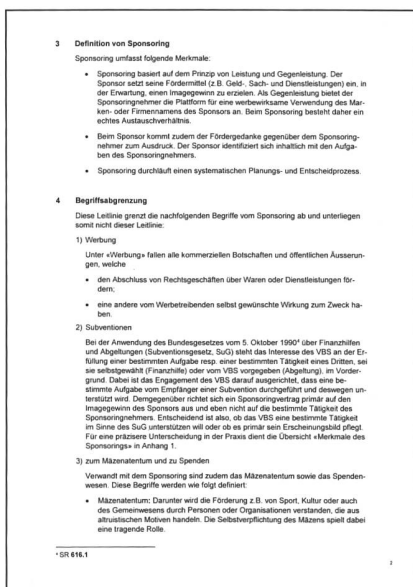 3 Definition von Sponsoring
Sponsoring umfasst folgende Merkmale:
• Sponsoring basiert auf dem Prinzip von Leistung und Gegenleistung. Der
Sponsor setzt seine Fördermittel (z.B. Geld-, Sach- und Dienstleistungen) ein, in
der Erwartung, einen Imagegewinn zu erzielen. Als Gegenleistung bietet der
Sponsoringnehmer die Plattform für eine werbewirksame Verwendung des Mar-
ken- oder Firmennamens des Sponsors an. Beim Sponsoring besteht daher ein
echtes Austauschverhältnis.
• Beim Sponsor kommt zudem der Fördergedanke gegenüber dem Sponsoring-
nehmer zum Ausdruck. Der Sponsor identifiziert sich inhaltlich mit den Aufga-
ben des Sponsoringnehmers.
• Sponsoring durchläuft einen systematischen Planungs- und Entscheidprozess.
4 Begriffsabgrenzung
Diese Leitlinie grenzt die nachfolgenden Begriffe vom Sponsoring ab und unterliegen
somit nicht dieser Leitlinie:
1) Werbung
Unter «Werbung» fallen alle kommerziellen Botschaften und öffentlichen Äusserun-
gen, welche
• den Abschluss von Rechtsgeschäften über Waren oder Dienstleistungen för-
dern;
• eine andere vom Werbetreibenden selbst gewünschte Wirkung zum Zweck ha-
ben.
2) Subventionen
Bei der Anwendung des Bundesgesetzes vom 5. Oktober 1990⁴ über Finanzhilfen
und Abgeltungen (Subventionsgesetz, SuG) steht das Interesse des VBS an der Er-
füllung einer bestimmten Aufgabe resp. einer bestimmten Tätigkeit eines Dritten, sei
sie selbstgewählt (Finanzhilfe) oder vom VBS vorgegeben (Abgeltung), im Vorder-
grund. Dabei ist das Engagement des VBS darauf ausgerichtet, dass eine be-
stimmte Aufgabe vom Empfänger einer Subvention durchgeführt und deswegen un-
terstützt wird. Demgegenüber richtet sich ein Sponsoringvertrag primär auf den
Imagegewinn des Sponsors aus und eben nicht auf die bestimmte Tätigkeit des
Sponsoringnehmers. Entscheidend ist also, ob das VBS eine bestimmte Tätigkeit
im Sinne des SuG unterstützen will oder ob es primär sein Erscheinungsbild pflegt.
Für eine präzisere Unterscheidung in der Praxis dient die Übersicht «Merkmale des
Sponsorings» in Anhang 1.
3) zum Mäzenatentum und zu Spenden
Verwandt mit dem Sponsoring sind zudem das Mäzenatentum sowie das Spenden-
wesen. Diese Begriffe werden wie folgt definiert:
• Mäzenatentum: Darunter wird die Förderung z.B. von Sport, Kultur oder auch
des Gemeinwesens durch Personen oder Organisationen verstanden, die aus
altruistischen Motiven handeln. Die Selbstverpflichtung des Mäzens spielt dabei
eine tragende Rolle.
⁴ SR 616.1
2